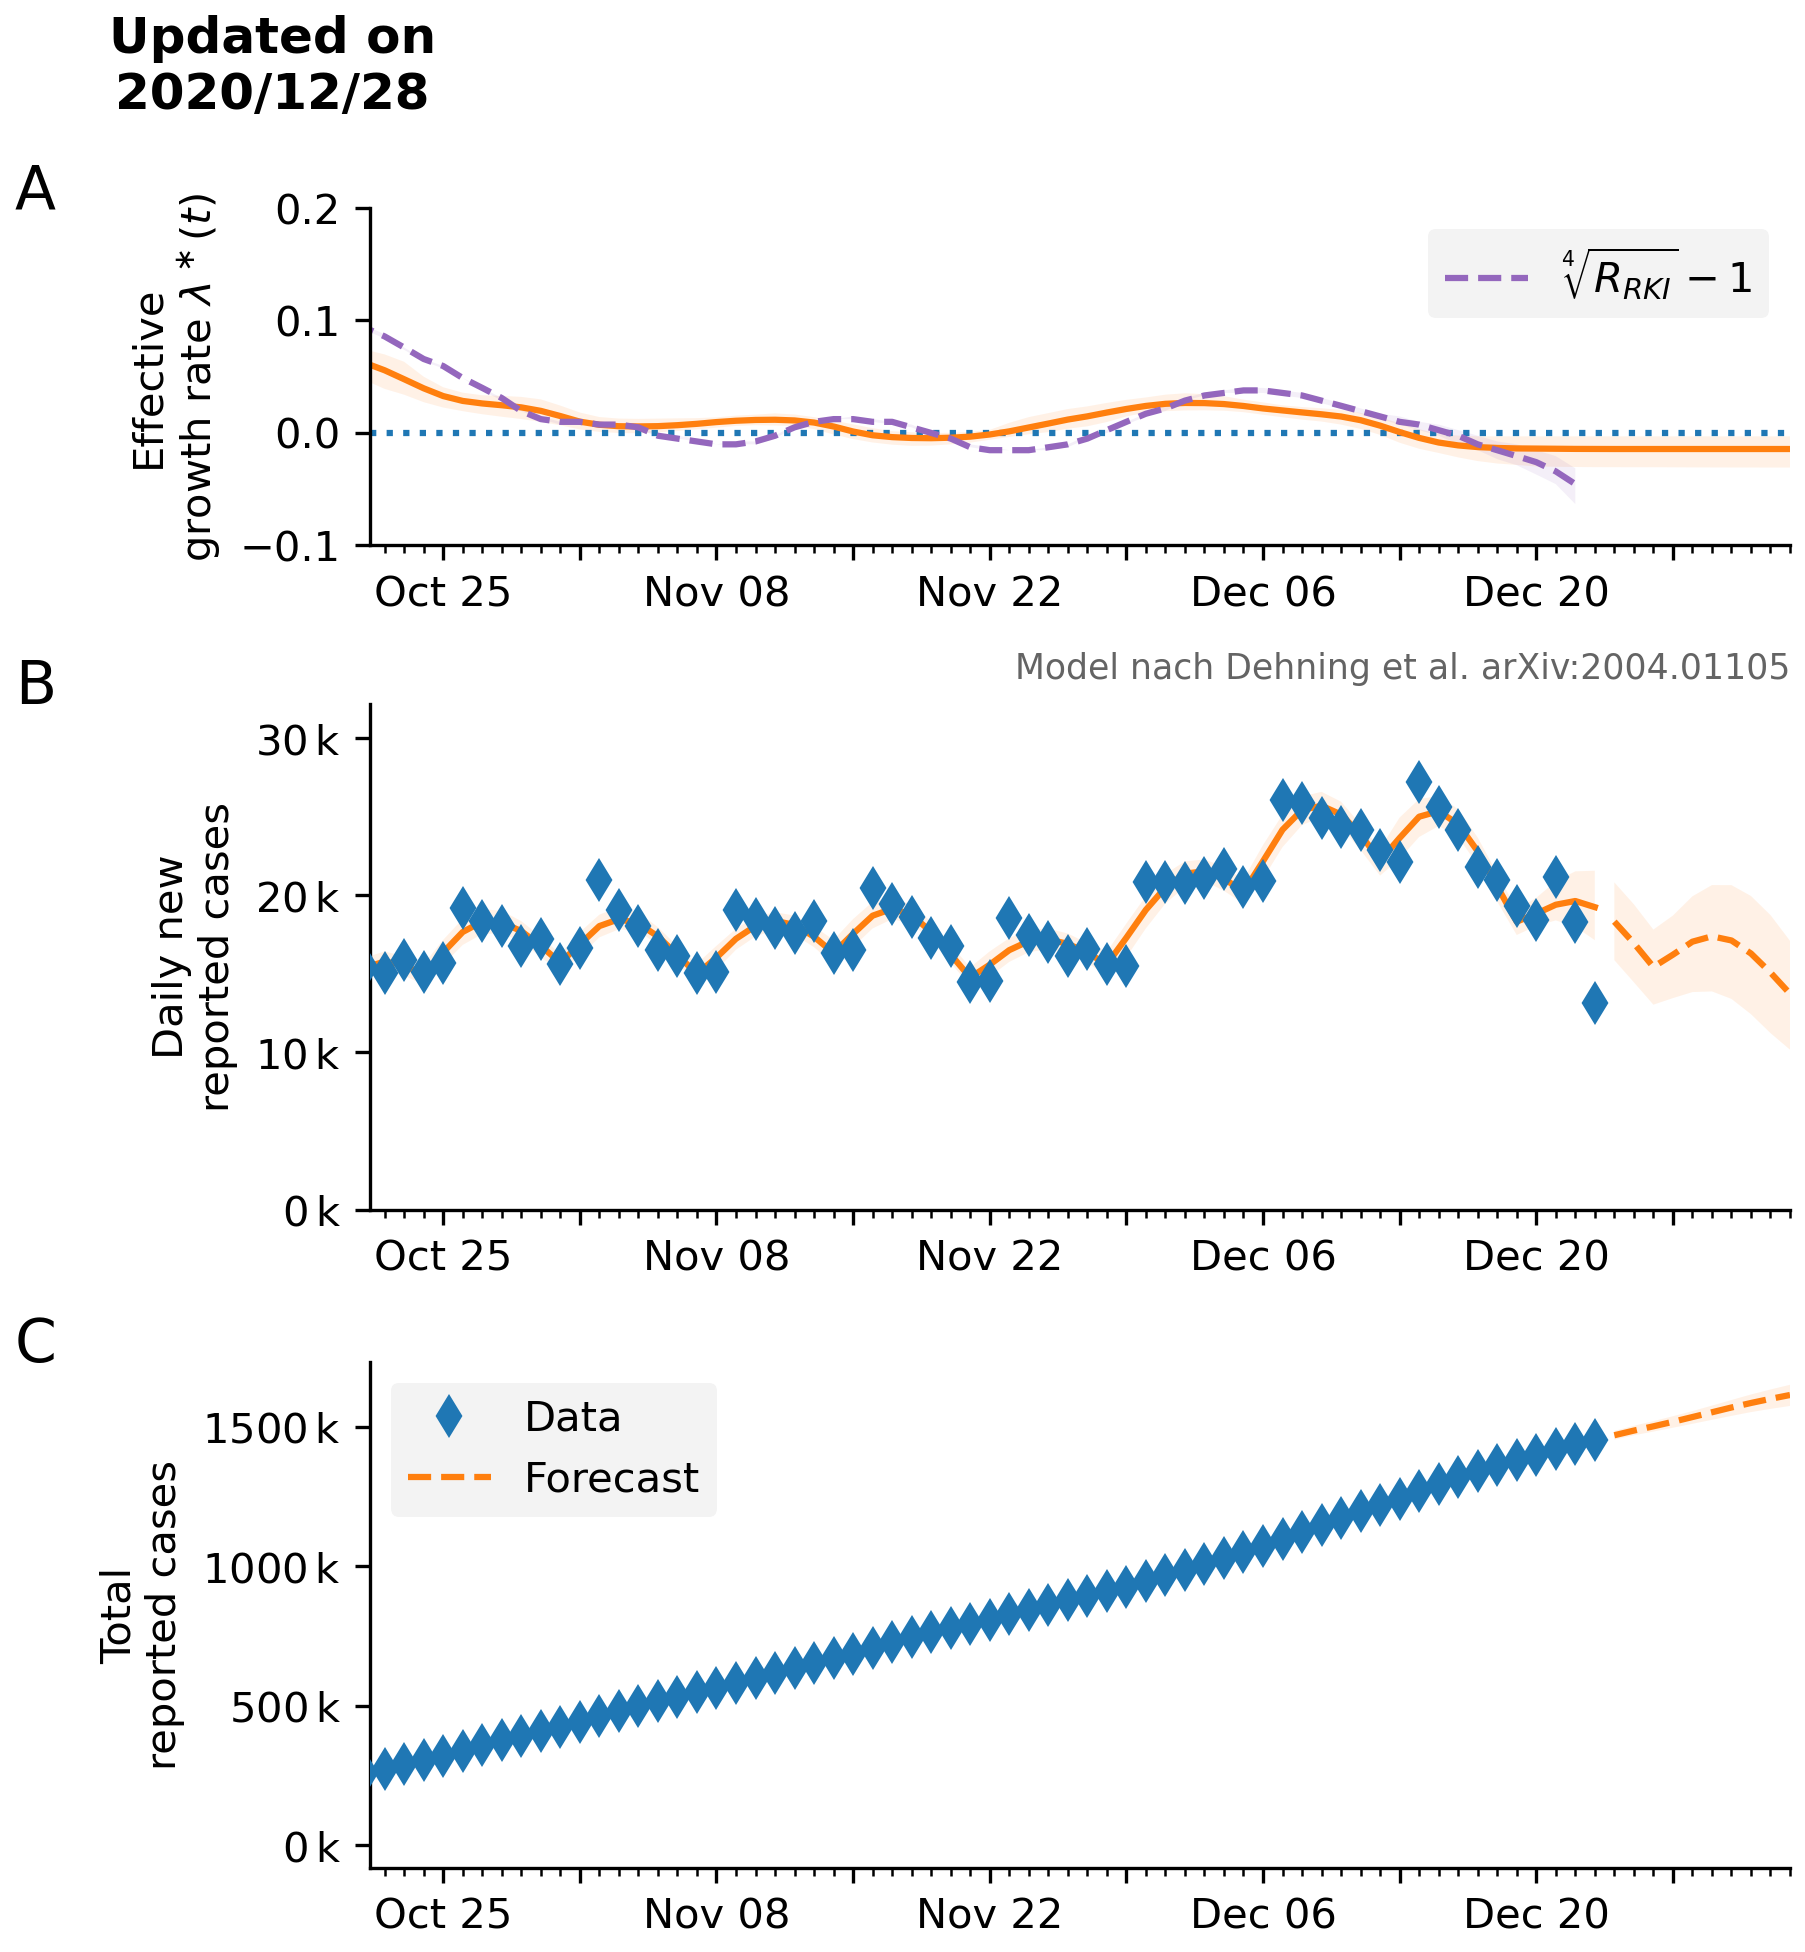 Updated on
2020/12/28
A
Effective
growth rate λ * (t)
0.2
0.1
0.0
−0.1
∜R_RKI − 1
Oct 25 Nov 08 Nov 22 Dec 06 Dec 20
Model nach Dehning et al. arXiv:2004.01105
B
Daily new
reported cases
30 k
20 k
10 k
0 k
Oct 25 Nov 08 Nov 22 Dec 06 Dec 20
C
Total
reported cases
1500 k
1000 k
500 k
0 k
Data
Forecast
Oct 25 Nov 08 Nov 22 Dec 06 Dec 20